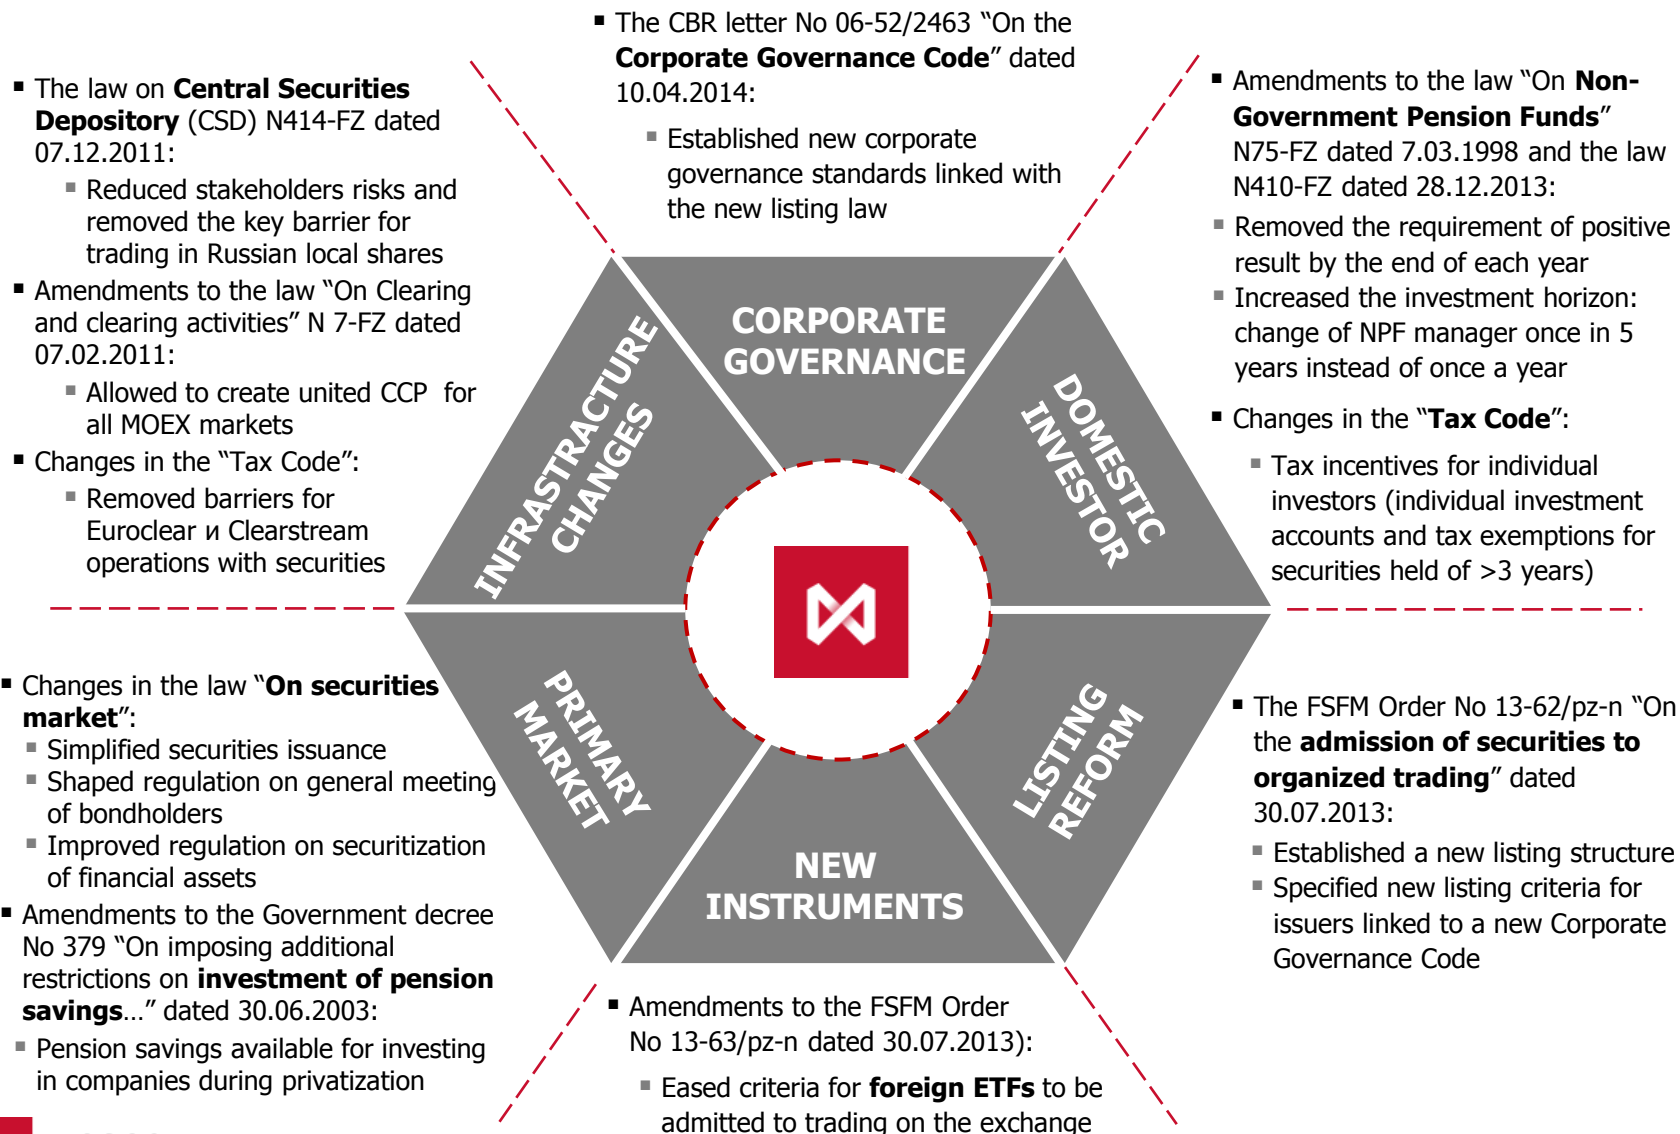 ▪ The CBR letter No 06-52/2463 “On the
Corporate Governance Code” dated
10.04.2014:
▪ Established new corporate
governance standards linked with
the new listing law
▪ The law on Central Securities
Depository (CSD) N414-FZ dated
07.12.2011:
▪ Reduced stakeholders risks and
removed the key barrier for
trading in Russian local shares
▪ Amendments to the law “On Clearing
and clearing activities” N 7-FZ dated
07.02.2011:
▪ Allowed to create united CCP for
all MOEX markets
▪ Changes in the “Tax Code”:
▪ Removed barriers for
Euroclear и Clearstream
operations with securities
▪ Amendments to the law “On Non-
Government Pension Funds”
N75-FZ dated 7.03.1998 and the law
N410-FZ dated 28.12.2013:
▪ Removed the requirement of positive
result by the end of each year
▪ Increased the investment horizon:
change of NPF manager once in 5
years instead of once a year
▪ Changes in the “Tax Code”:
▪ Tax incentives for individual
investors (individual investment
accounts and tax exemptions for
securities held of >3 years)
CORPORATE
GOVERNANCE
INFRASTRACTURE
CHANGES
DOMESTIC
INVESTOR
PRIMARY
MARKET
LISTING
REFORM
NEW
INSTRUMENTS
▪ Changes in the law “On securities
market”:
▪ Simplified securities issuance
▪ Shaped regulation on general meeting
of bondholders
▪ Improved regulation on securitization
of financial assets
▪ Amendments to the Government decree
No 379 “On imposing additional
restrictions on investment of pension
savings…” dated 30.06.2003:
▪ Pension savings available for investing
in companies during privatization
▪ The FSFM Order No 13-62/pz-n “On
the admission of securities to
organized trading” dated
30.07.2013:
▪ Established a new listing structure
▪ Specified new listing criteria for
issuers linked to a new Corporate
Governance Code
▪ Amendments to the FSFM Order
No 13-63/pz-n dated 30.07.2013):
▪ Eased criteria for foreign ETFs to be
admitted to trading on the exchange